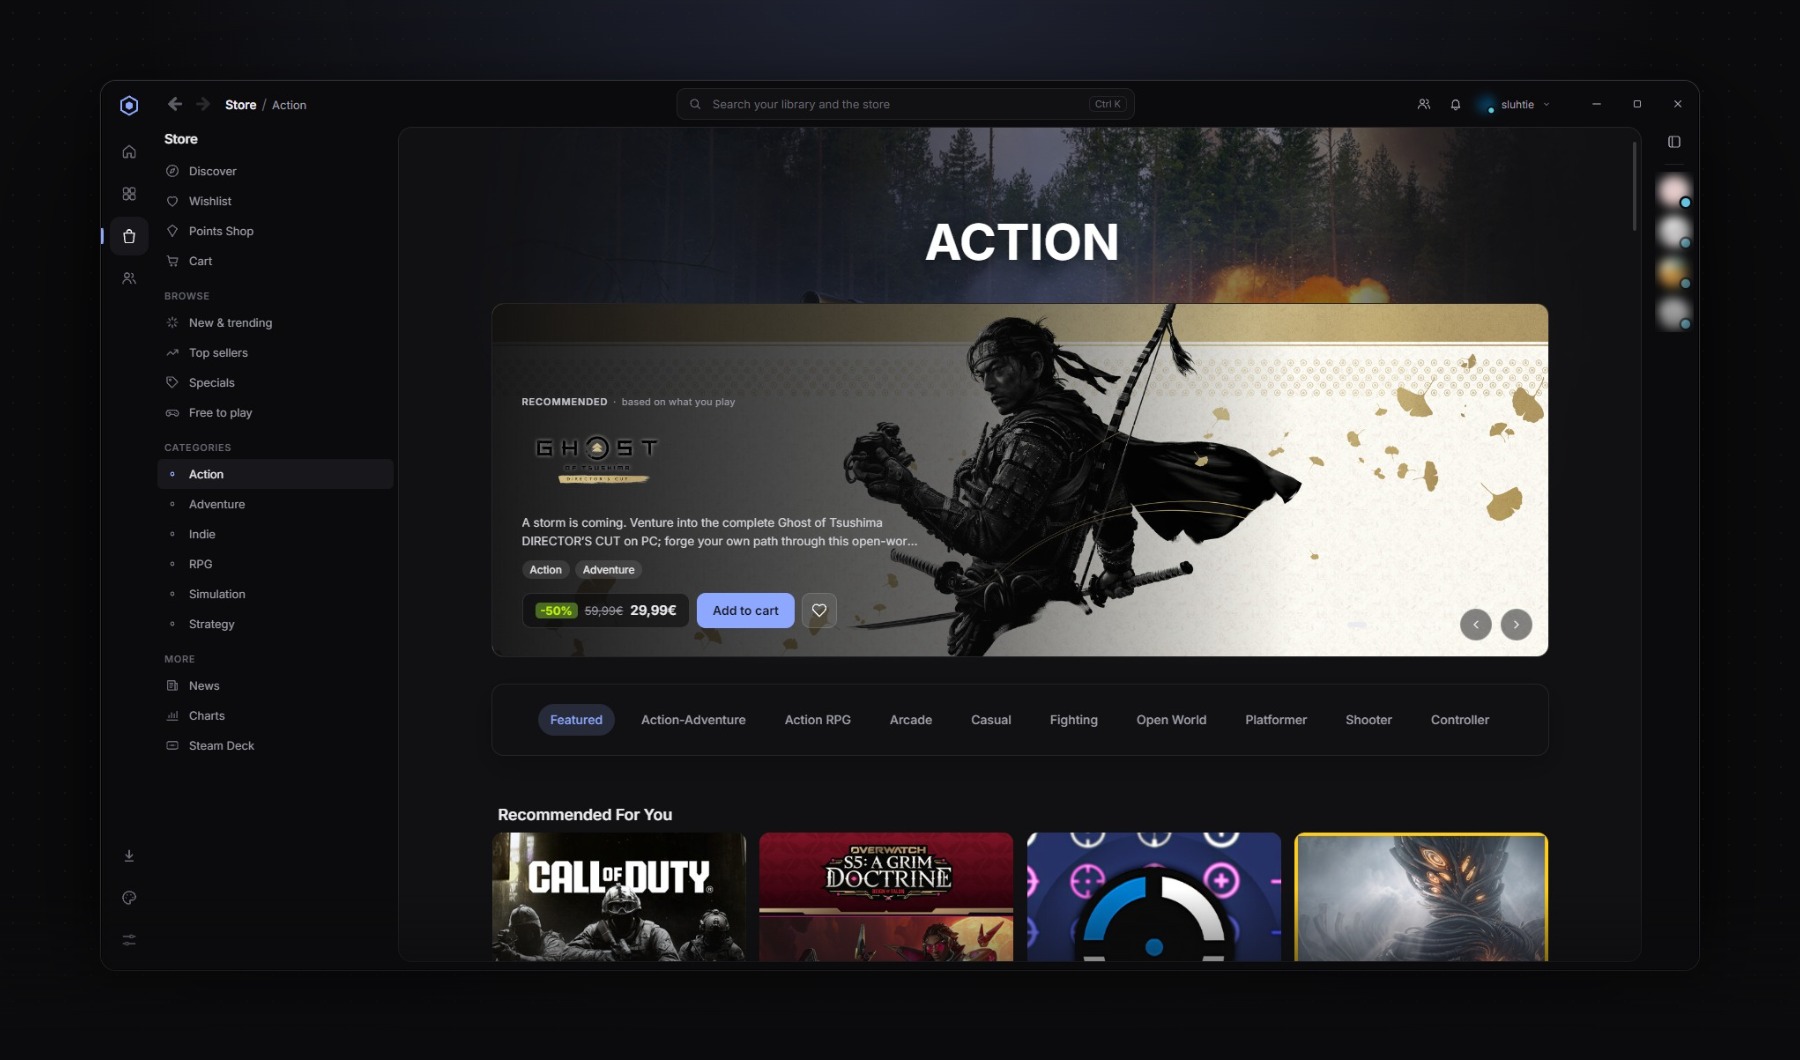 Store / Action
Search your library and the store
Ctrl K
sluhtie
Store
Discover
Wishlist
Points Shop
Cart
BROWSE
New & trending
Top sellers
Specials
Free to play
CATEGORIES
Action
Adventure
Indie
RPG
Simulation
Strategy
MORE
News
Charts
Steam Deck
ACTION
RECOMMENDED · based on what you play
GHOST
OF TSUSHIMA
DIRECTOR'S CUT
A storm is coming. Venture into the complete Ghost of Tsushima
DIRECTOR'S CUT on PC; forge your own path through this open-wor...
Action Adventure
-50% 59,99€ 29,99€ Add to cart
Featured Action-Adventure Action RPG Arcade Casual Fighting Open World Platformer Shooter Controller
Recommended For You
CALL OF DUTY®
OVERWATCH
S5: A GRIM
DOCTRINE